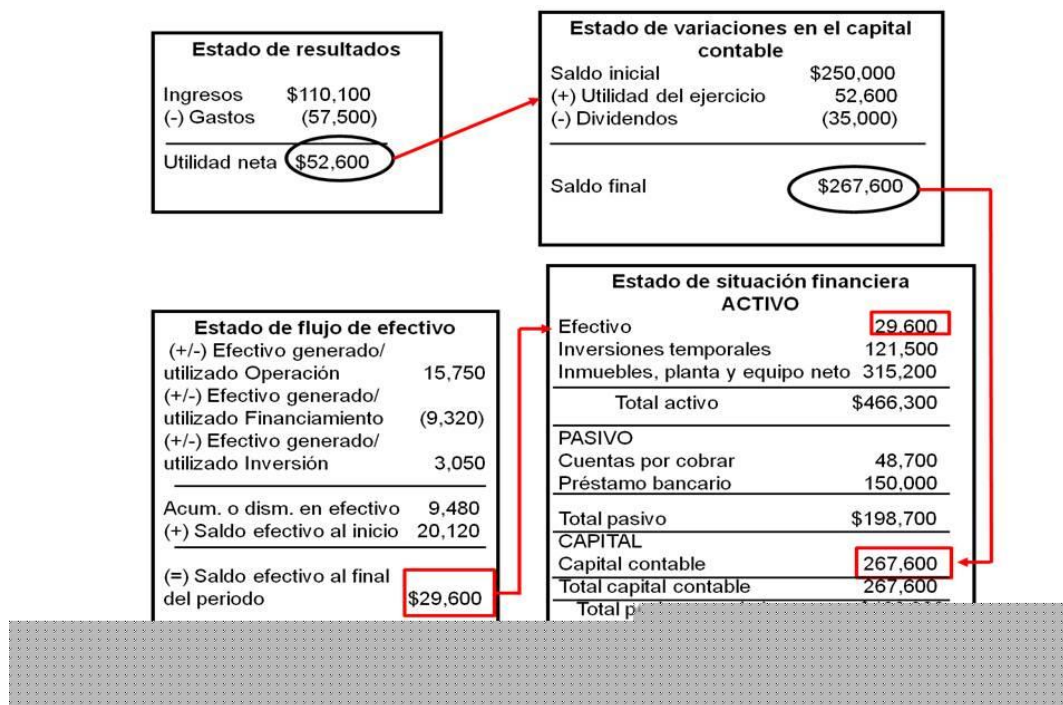 Estado de resultados
Ingresos $110,100
(-) Gastos (57,500)
Utilidad neta $52,600
Estado de variaciones en el capital
contable
Saldo inicial $250,000
(+) Utilidad del ejercicio 52,600
(-) Dividendos (35,000)
Saldo final $267,600
Estado de flujo de efectivo
(+/-) Efectivo generado/
utilizado Operación 15,750
(+/-) Efectivo generado/
utilizado Financiamiento (9,320)
(+/-) Efectivo generado/
utilizado Inversión 3,050
Acum. o dism. en efectivo 9,480
(+) Saldo efectivo al inicio 20,120
(=) Saldo efectivo al final
del periodo $29,600
Estado de situación financiera
ACTIVO
Efectivo 29,600
Inversiones temporales 121,500
Inmuebles, planta y equipo neto 315,200
Total activo $466,300
PASIVO
Cuentas por cobrar 48,700
Préstamo bancario 150,000
Total pasivo $198,700
CAPITAL
Capital contable 267,600
Total capital contable 267,600
Total